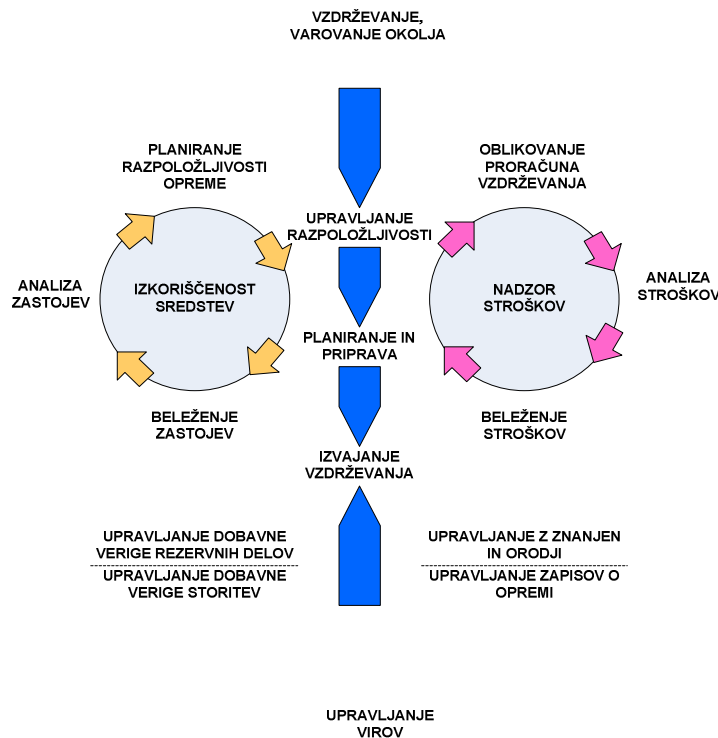 VZDRŽEVANJE,
VAROVANJE OKOLJA
PLANIRANJE
RAZPOLOŽLJIVOSTI
OPREME
OBLIKOVANJE
PRORAČUNA
VZDRŽEVANJA
UPRAVLJANJE
RAZPOLOŽLJIVOSTI
ANALIZA
ZASTOJEV
IZKORIŠČENOST
SREDSTEV
NADZOR
STROŠKOV
ANALIZA
STROŠKOV
PLANIRANJE IN
PRIPRAVA
BELEŽENJE
ZASTOJEV
BELEŽENJE
STROŠKOV
IZVAJANJE
VZDRŽEVANJA
UPRAVLJANJE DOBAVNE
VERIGE REZERVNIH DELOV
UPRAVLJANJE DOBAVNE
VERIGE STORITEV
UPRAVLJANJE Z ZNANJEN
IN ORODJI
UPRAVLJANJE ZAPISOV O
OPREMI
UPRAVLJANJE
VIROV